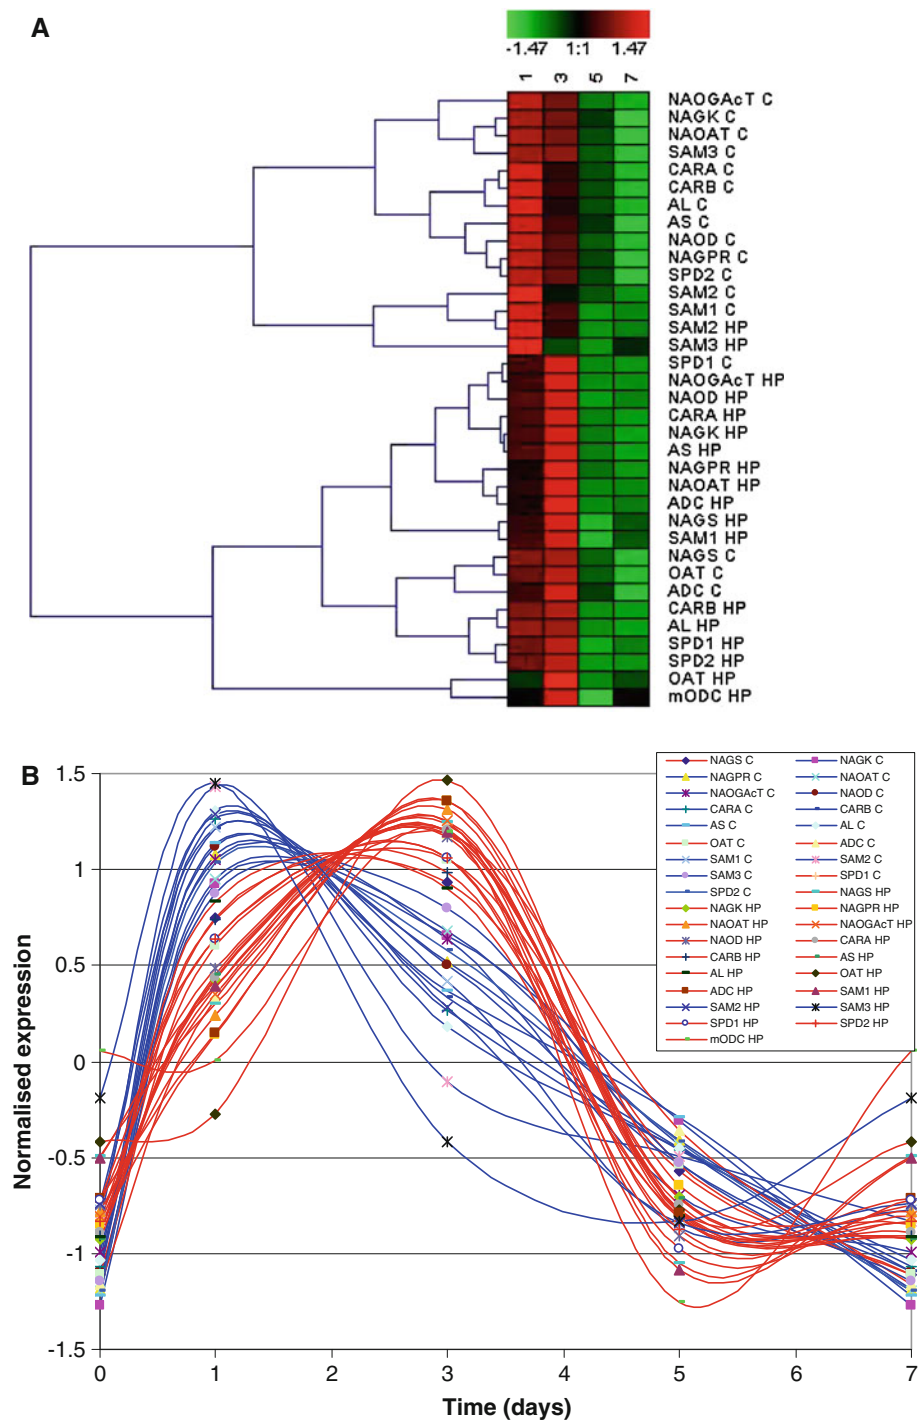 A
-1.47 1:1 1.47
1 3 5 7
NAOGAcT C
NAGK C
NAOAT C
SAM3 C
CARA C
CARB C
AL C
AS C
NAOD C
NAGPR C
SPD2 C
SAM2 C
SAM1 C
SAM2 HP
SAM3 HP
SPD1 C
NAOGAcT HP
NAOD HP
CARA HP
NAGK HP
AS HP
NAGPR HP
NAOAT HP
ADC HP
NAGS HP
SAM1 HP
NAGS C
OAT C
ADC C
CARB HP
AL HP
SPD1 HP
SPD2 HP
OAT HP
mODC HP
B
NAGS C NAGK C
NAGPR C NAOAT C
NAOGAcT C NAOD C
CARA C CARB C
AS C AL C
OAT C ADC C
SAM1 C SAM2 C
SAM3 C SPD1 C
SPD2 C NAGS HP
NAGK HP NAGPR HP
NAOAT HP NAOGAcT HP
NAOD HP CARA HP
CARB HP AS HP
AL HP OAT HP
ADC HP SAM1 HP
SAM2 HP SAM3 HP
SPD1 HP SPD2 HP
mODC HP
Normalised expression
1.5
1
0.5
0
-0.5
-1
-1.5
0 1 2 3 4 5 6 7
Time (days)